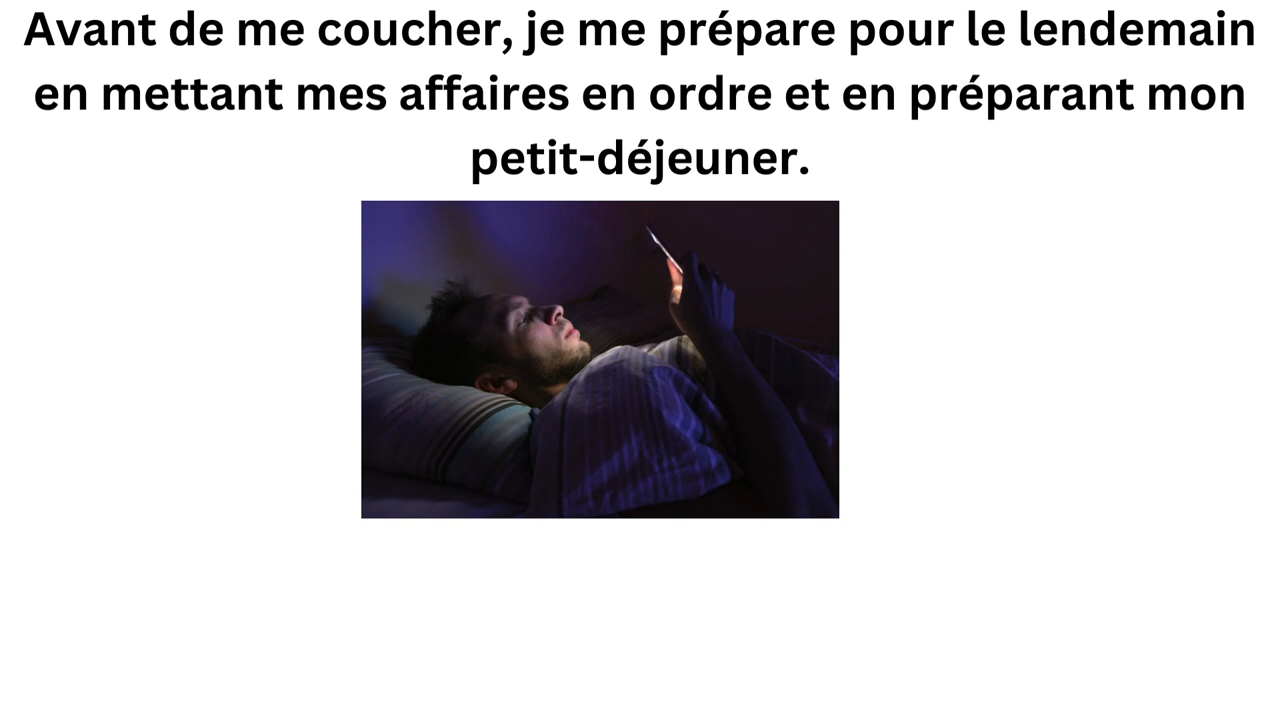 Avant de me coucher, je me prépare pour le lendemain
en mettant mes affaires en ordre et en préparant mon
petit-déjeuner.